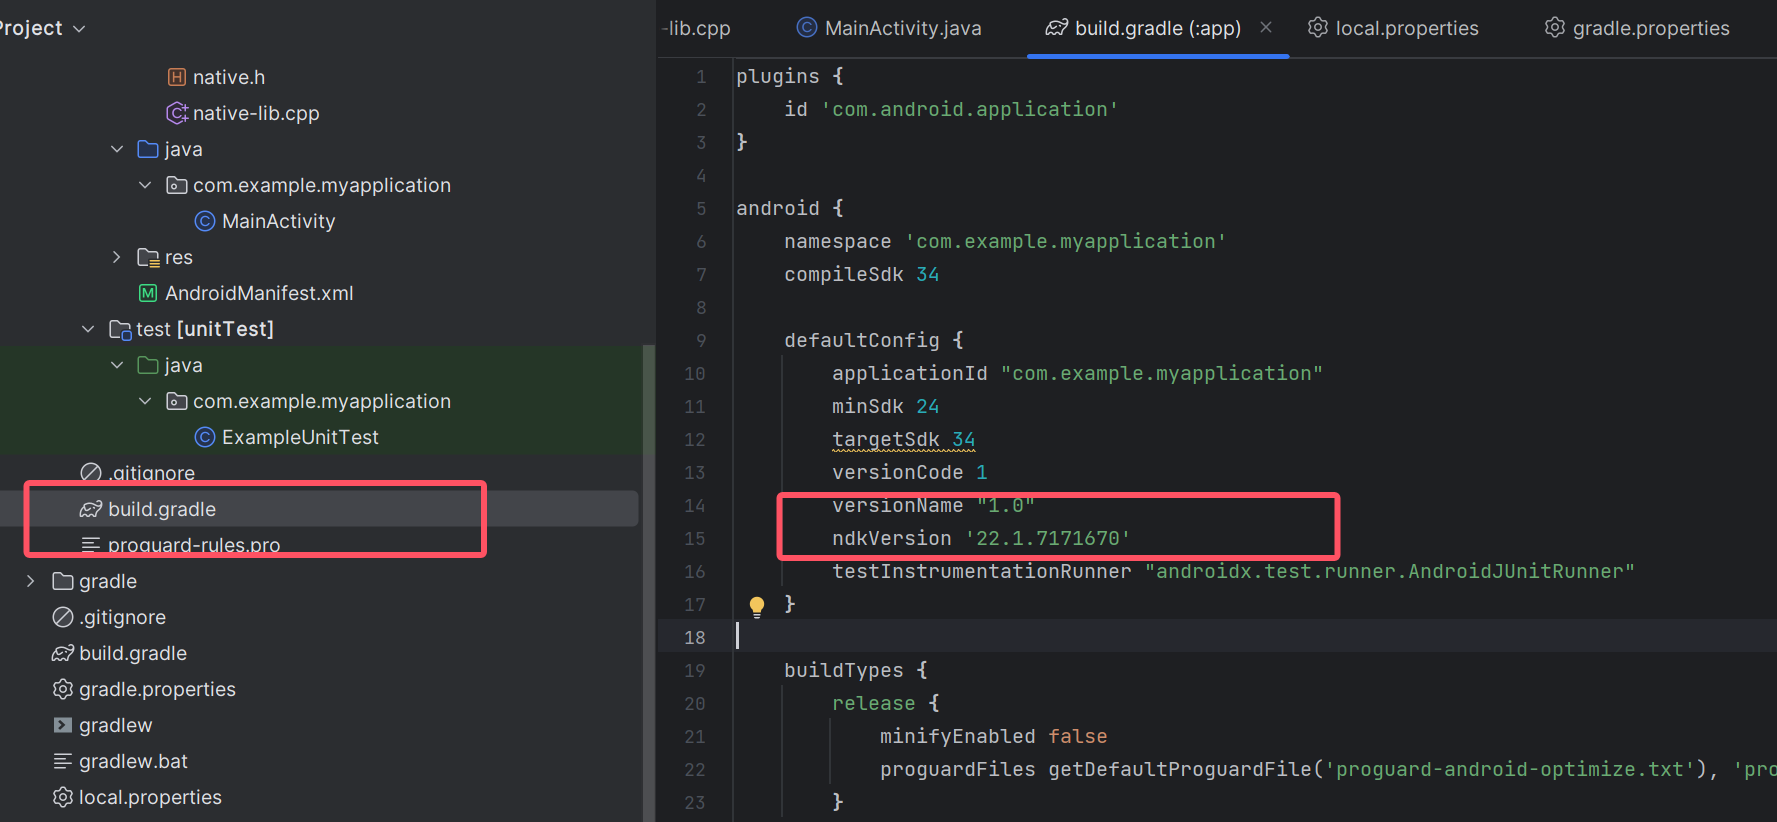 Project
native.h
native-lib.cpp
java
com.example.myapplication
MainActivity
res
AndroidManifest.xml
test [unitTest]
java
com.example.myapplication
ExampleUnitTest
.gitignore
build.gradle
proguard-rules.pro
gradle
.gitignore
build.gradle
gradle.properties
gradlew
gradlew.bat
local.properties
-lib.cpp
MainActivity.java
build.gradle (:app)
local.properties
gradle.properties
1 plugins {
2 id 'com.android.application'
3 }
4
5 android {
6 namespace 'com.example.myapplication'
7 compileSdk 34
8
9 defaultConfig {
10 applicationId "com.example.myapplication"
11 minSdk 24
12 targetSdk 34
13 versionCode 1
14 versionName "1.0"
15 ndkVersion '22.1.7171670'
16 testInstrumentationRunner "androidx.test.runner.AndroidJUnitRunner"
17 }
18
19 buildTypes {
20 release {
21 minifyEnabled false
22 proguardFiles getDefaultProguardFile('proguard-android-optimize.txt'), 'pro
23 }